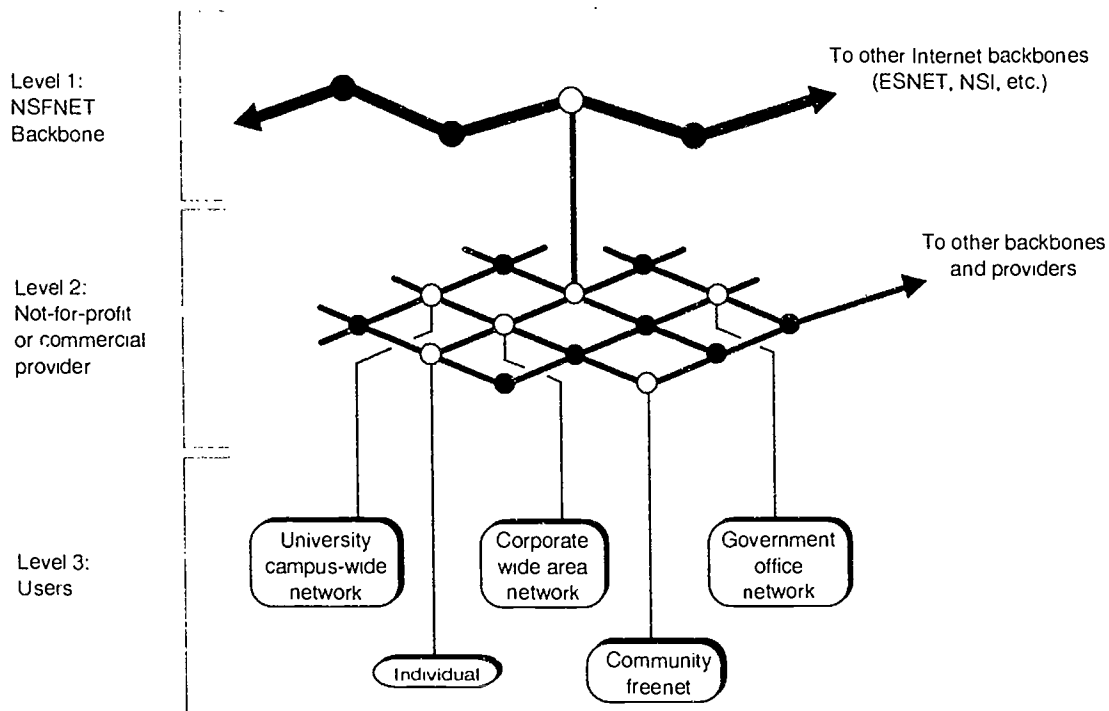 Level 1:
NSFNET
Backbone
To other Internet backbones
(ESNET, NSI, etc.)
Level 2:
Not-for-profit
or commercial
provider
To other backbones
and providers
Level 3:
Users
University
campus-wide
network
Corporate
wide area
network
Government
office
network
Individual
Community
freenet